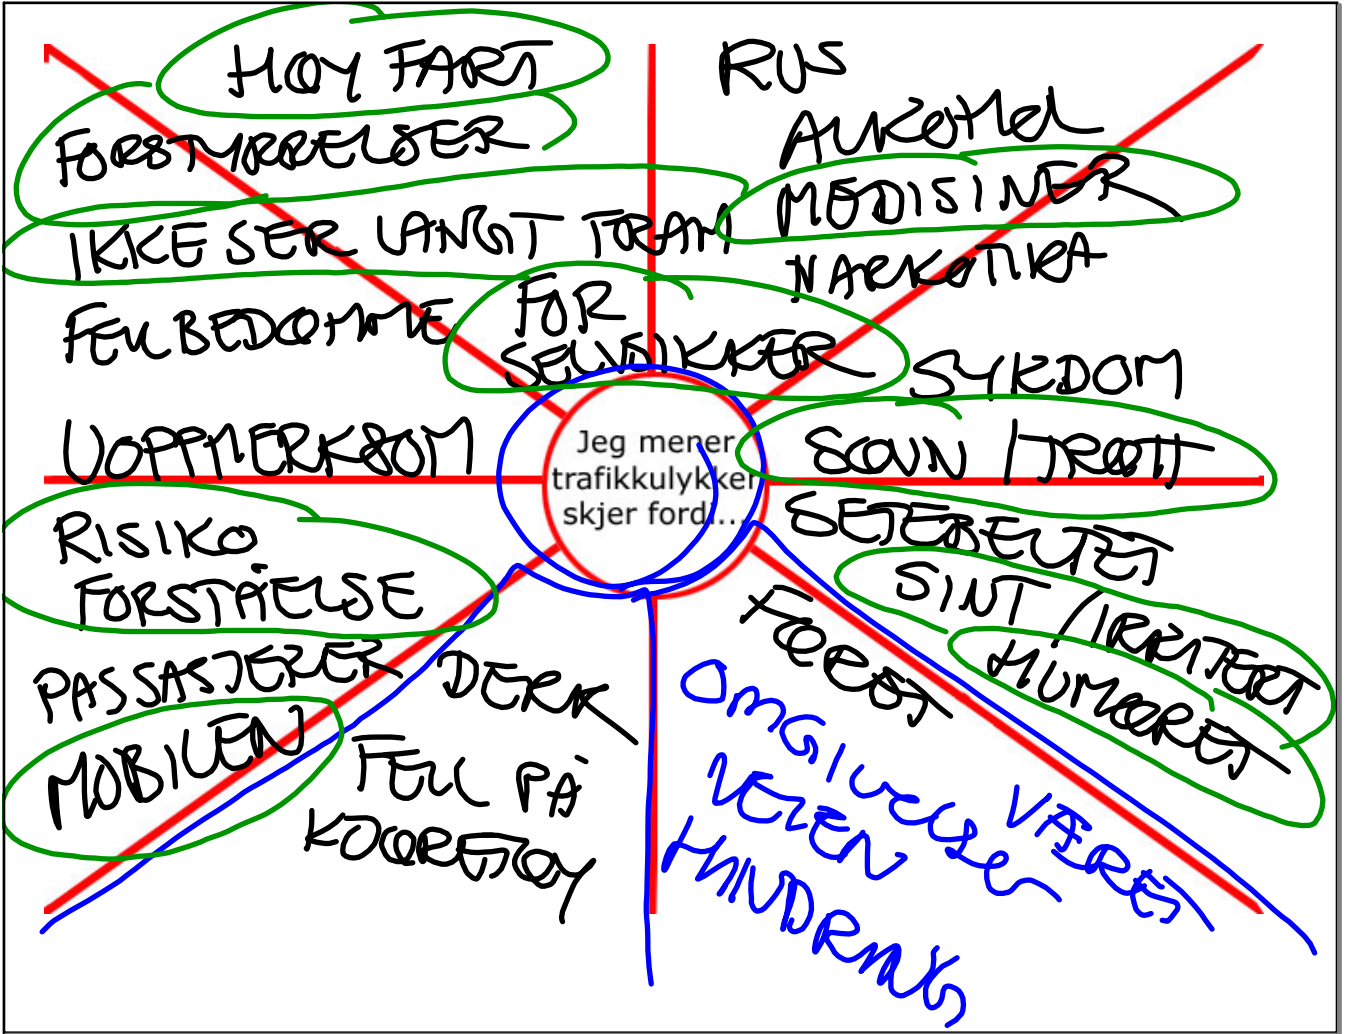 HØY FART
FORSTYRRELSER
IKKE SER LANGT FRAM
FEILBEDØMME
FOR
SELVSIKKER
UOPPMERKSOM
RISIKO
FORSTÅELSE
PASSASJERER
MOBILEN
RUS
ALKOHOL
MEDISINER
NARKOTIKA
SYKDOM
SØVN / TRØTT
SETEBELTET
SINT / IRRITERT
HUMØRET
Jeg mener
trafikkulykker
skjer fordi...
DEKK
FEIL PÅ
KJØRETØY
FØRET
OMGIVELSER
VEIEN
HINDRING
VÆRET